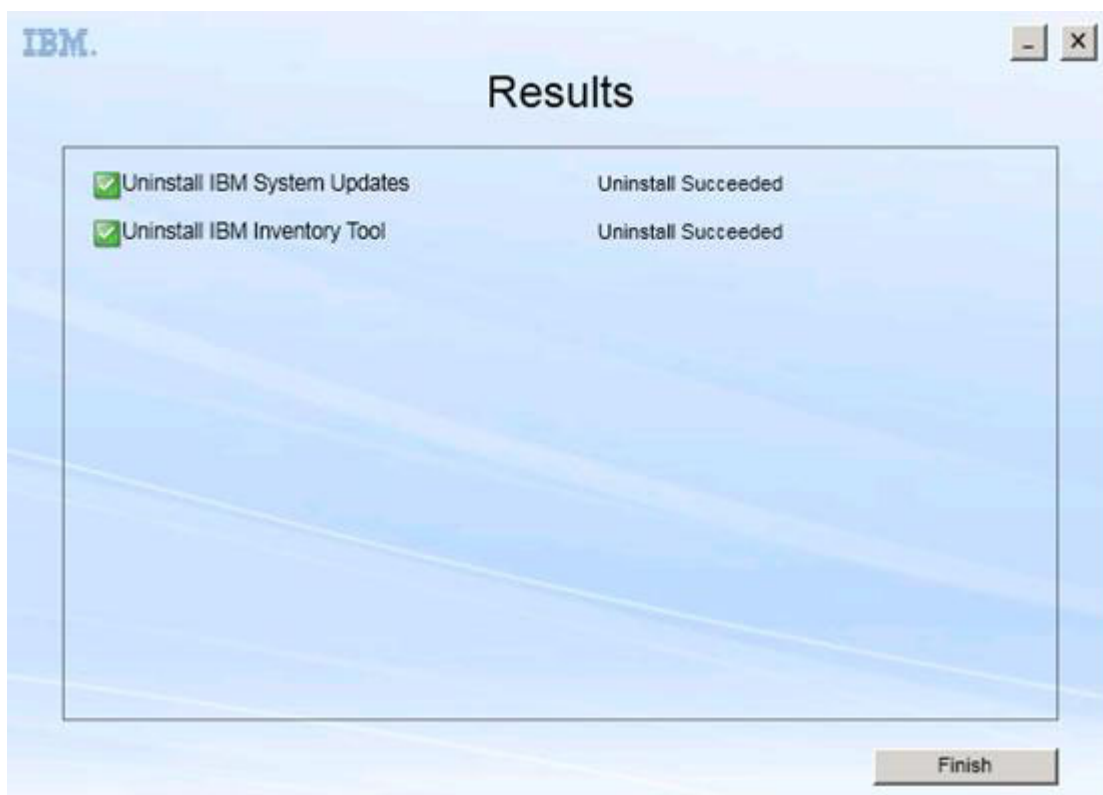 IBM.
Results
Uninstall IBM System Updates Uninstall Succeeded
Uninstall IBM Inventory Tool Uninstall Succeeded
Finish